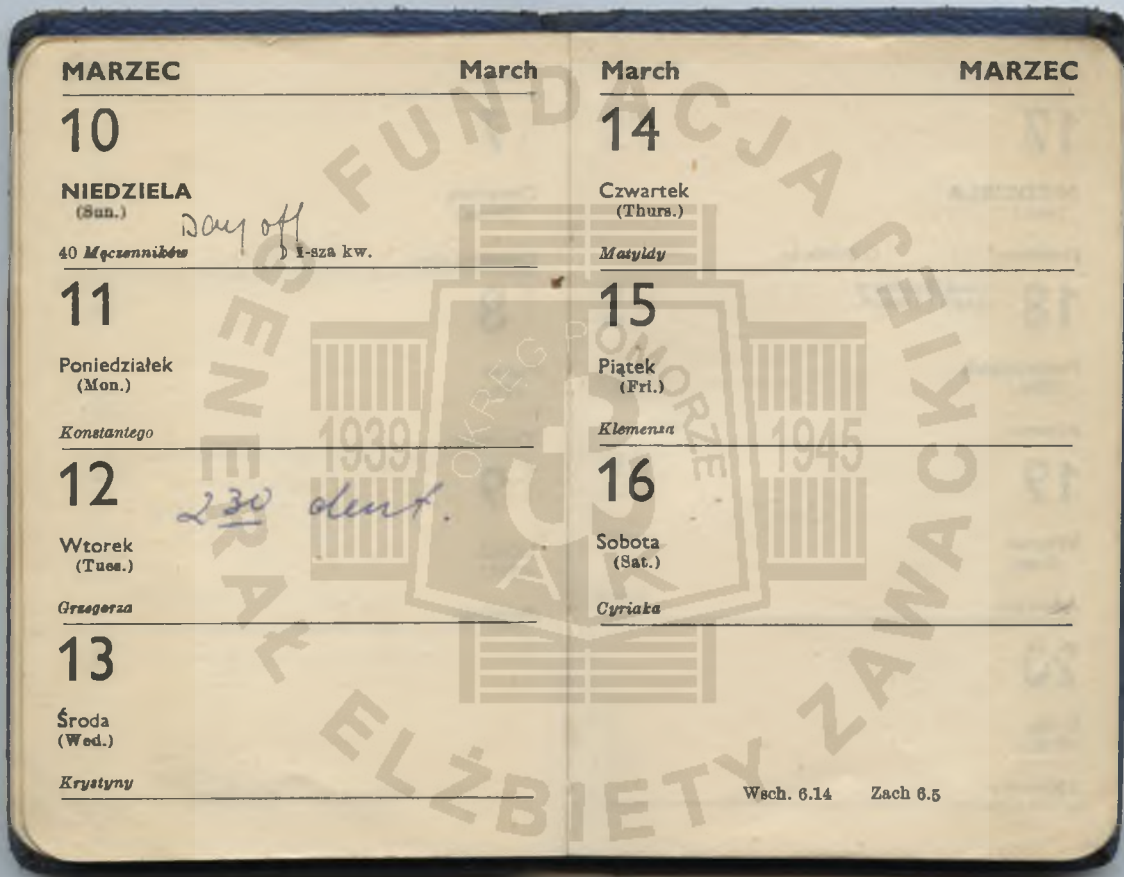 MARZEC March
10
NIEDZIELA
(Sun.)
Day off
40 Męczenników ☽ 1-sza kw.
11
Poniedziałek
(Mon.)
Konstantego
12
2³⁰ dent.
Wtorek
(Tues.)
Grzegorza
13
Środa
(Wed.)
Krystyny
March MARZEC
14
Czwartek
(Thurs.)
Matyldy
15
Piątek
(Fri.)
Klemensa
16
Sobota
(Sat.)
Cyriaka
Wsch. 6.14 Zach 6.5
FUNDACJA
GENERAŁ ELŻBIETY ZAWACKIEJ
OKRĘG POMORZE
1939 1945
AK